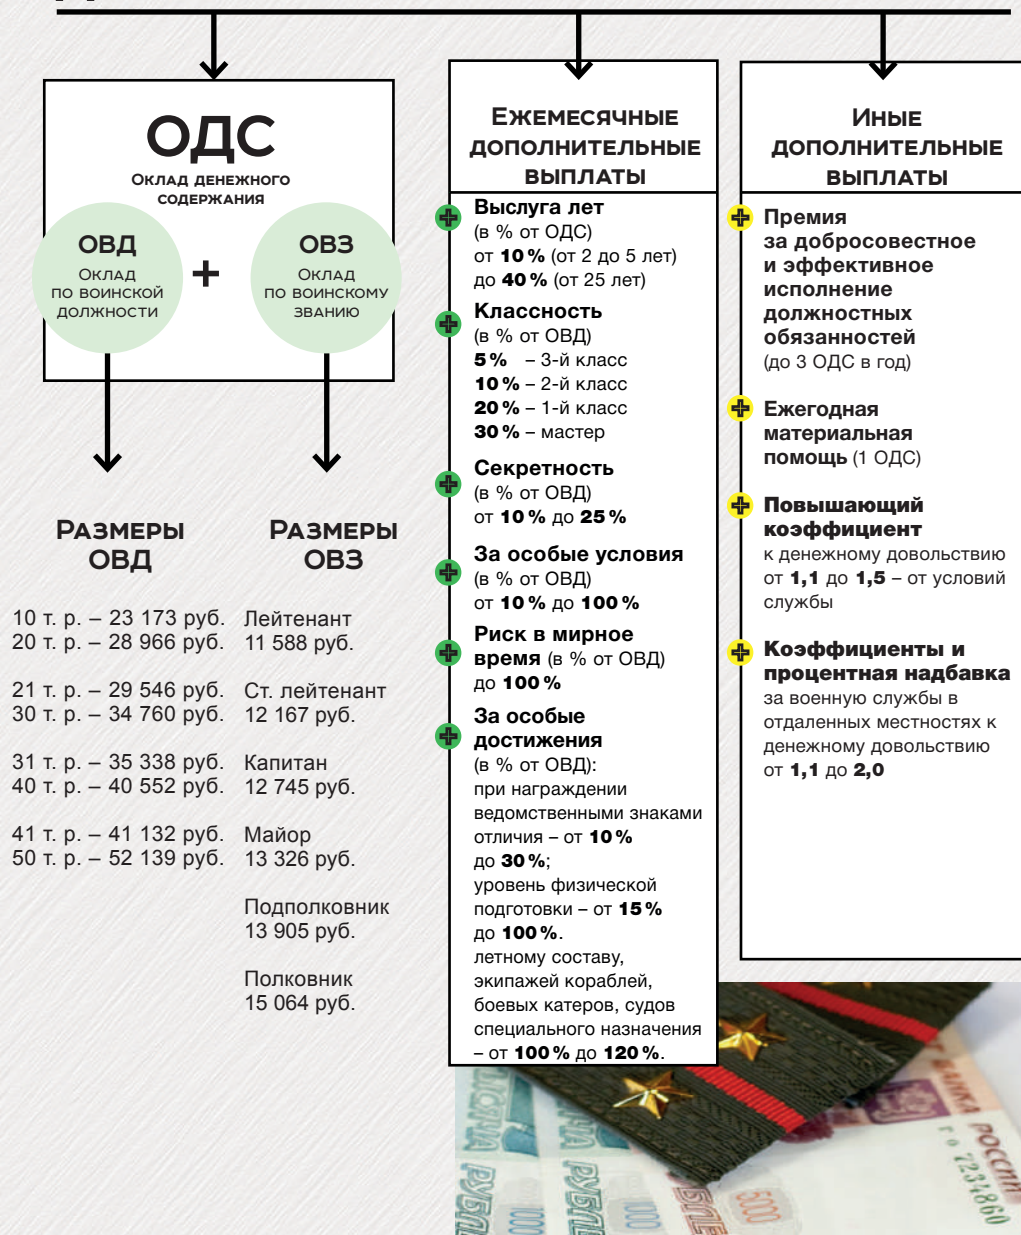 ОДС
Оклад денежного
содержания
ОВД
Оклад
по воинской
должности
+
ОВЗ
Оклад
по воинскому
званию
Размеры
ОВД
10 т. р. – 23 173 руб.
20 т. р. – 28 966 руб.
21 т. р. – 29 546 руб.
30 т. р. – 34 760 руб.
31 т. р. – 35 338 руб.
40 т. р. – 40 552 руб.
41 т. р. – 41 132 руб.
50 т. р. – 52 139 руб.
Размеры
ОВЗ
Лейтенант
11 588 руб.
Ст. лейтенант
12 167 руб.
Капитан
12 745 руб.
Майор
13 326 руб.
Подполковник
13 905 руб.
Полковник
15 064 руб.
Ежемесячные
дополнительные
выплаты
Выслуга лет
(в % от ОДС)
от 10 % (от 2 до 5 лет)
до 40 % (от 25 лет)
Классность
(в % от ОВД)
5 % – 3-й класс
10 % – 2-й класс
20 % – 1-й класс
30 % – мастер
Секретность
(в % от ОВД)
от 10 % до 25 %
За особые условия
(в % от ОВД)
от 10 % до 100 %
Риск в мирное
время (в % от ОВД)
до 100 %
За особые
достижения
(в % от ОВД):
при награждении
ведомственными знаками
отличия – от 10 %
до 30 %;
уровень физической
подготовки – от 15 %
до 100 %.
летному составу,
экипажей кораблей,
боевых катеров, судов
специального назначения
– от 100 % до 120 %.
Иные
дополнительные
выплаты
Премия
за добросовестное
и эффективное
исполнение
должностных
обязанностей
(до 3 ОДС в год)
Ежегодная
материальная
помощь (1 ОДС)
Повышающий
коэффициент
к денежному довольствию
от 1,1 до 1,5 – от условий
службы
Коэффициенты и
процентная надбавка
за военную службы в
отдаленных местностях к
денежному довольствию
от 1,1 до 2,0
БАНКА РОССИИ
7234860
5000
1000
1000